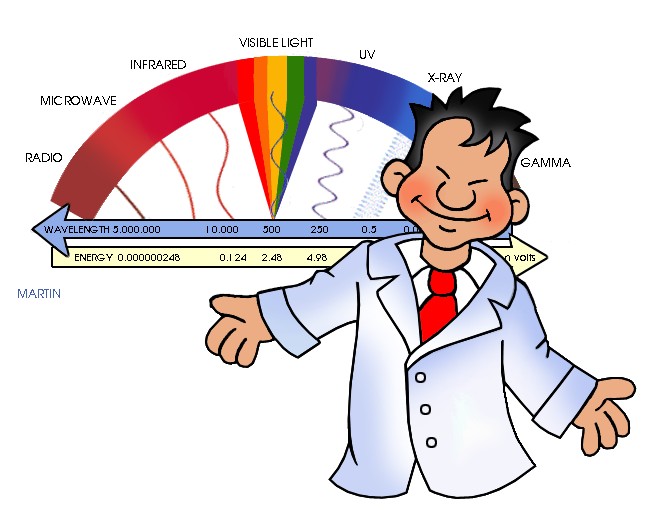 VISIBLE LIGHT
UV
INFRARED
X-RAY
MICROWAVE
RADIO
GAMMA
WAVELENGTH 5.000.000 10.000 500 250 0.5
ENERGY 0.000000248 0.124 2.48 4.98 volts
MARTIN